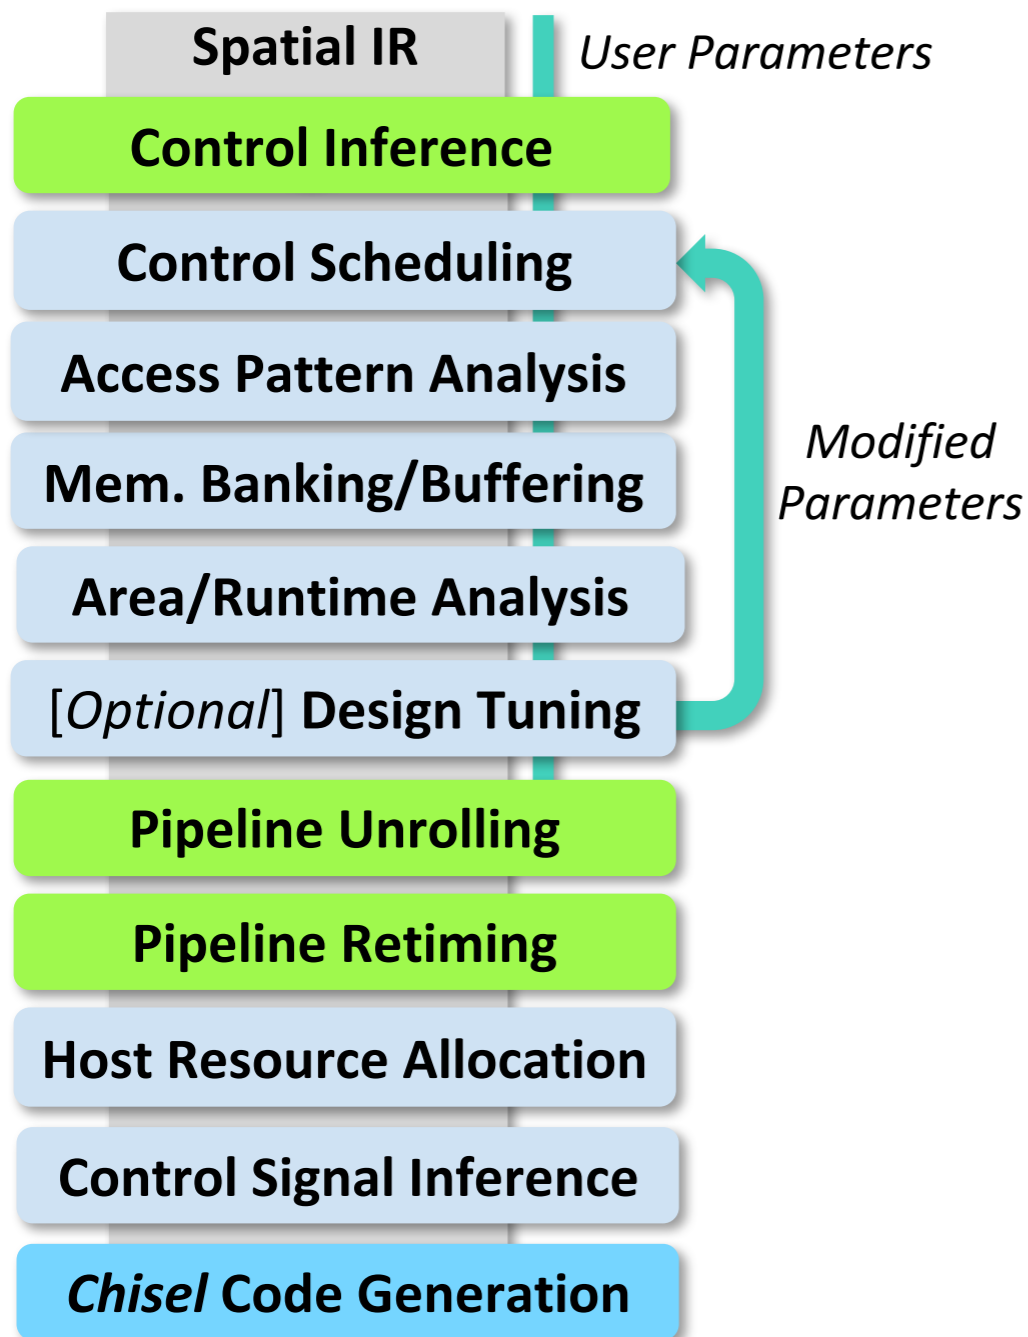 Spatial IR
User Parameters
Control Inference
Control Scheduling
Access Pattern Analysis
Modified
Parameters
Mem. Banking/Buffering
Area/Runtime Analysis
[Optional] Design Tuning
Pipeline Unrolling
Pipeline Retiming
Host Resource Allocation
Control Signal Inference
Chisel Code Generation